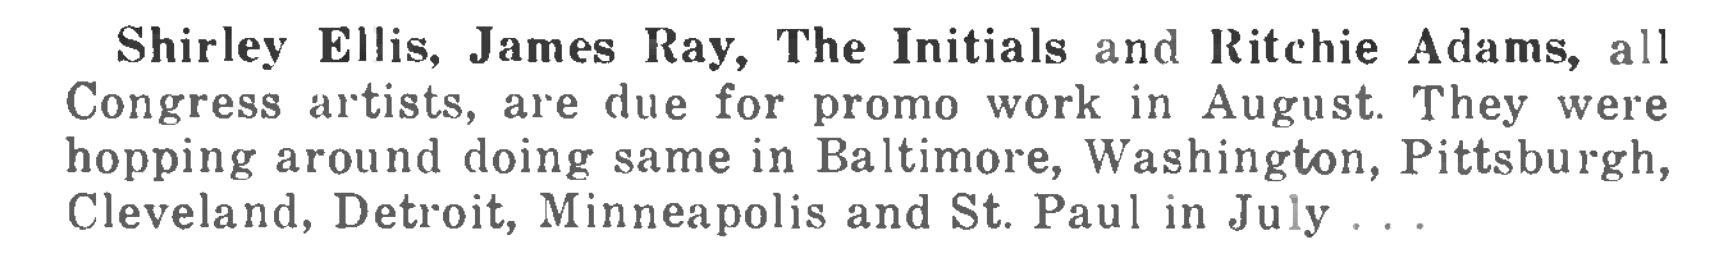 Shirley Ellis, James Ray, The Initials and Ritchie Adams, all
Congress artists, are due for promo work in August. They were
hopping around doing same in Baltimore, Washington, Pittsburgh,
Cleveland, Detroit, Minneapolis and St. Paul in July . . .